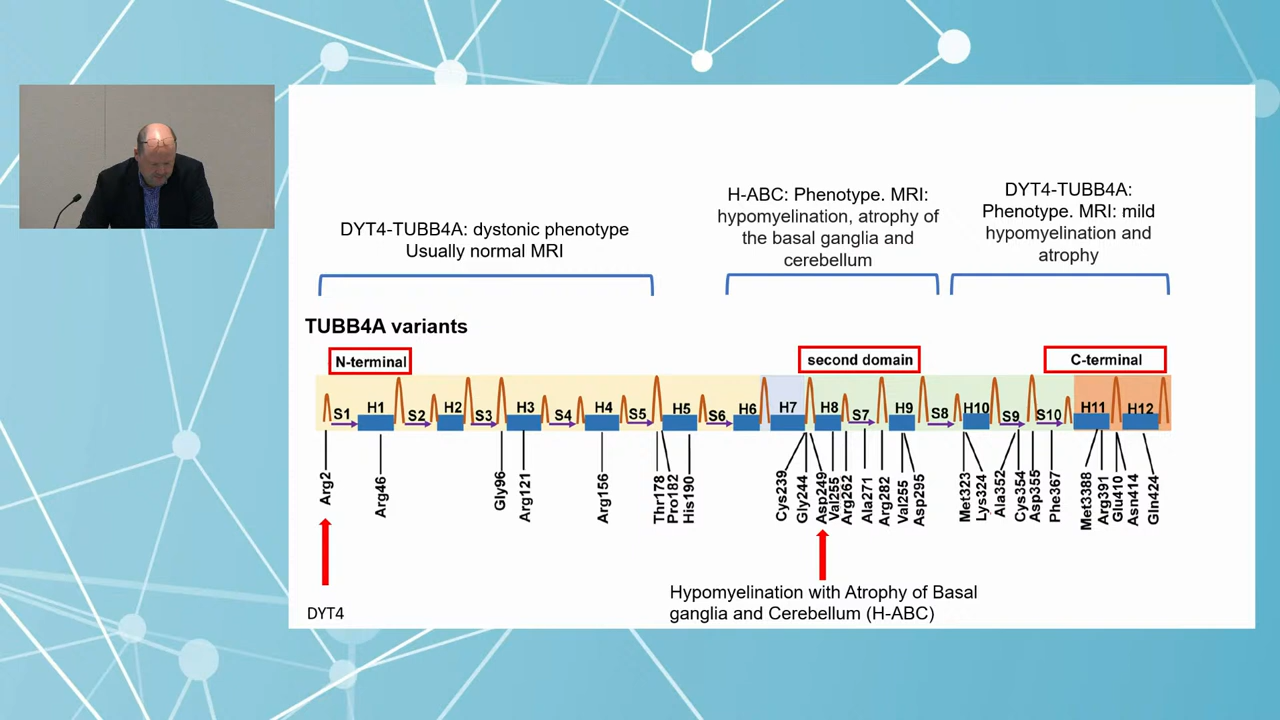 DYT4-TUBB4A: dystonic phenotype
Usually normal MRI
H-ABC: Phenotype. MRI:
hypomyelination, atrophy of
the basal ganglia and
cerebellum
DYT4-TUBB4A:
Phenotype. MRI: mild
hypomyelination and
atrophy
TUBB4A variants
N-terminal
second domain
C-terminal
S1 H1 S2 H2 S3 H3 S4 H4 S5 H5 S6 H6 H7 H8 S7 H9 S8 H10 S9 S10 H11 H12
Arg2
Arg46
Gly96
Arg121
Arg156
Thr178
Pro182
His190
Cys239
Gly244
Asp249
Val255
Arg262
Ala271
Arg282
Val255
Asp295
Met323
Lys324
Ala352
Cys354
Asp355
Phe367
Met3388
Arg391
Glu410
Asn414
Gln424
DYT4
Hypomyelination with Atrophy of Basal
ganglia and Cerebellum (H-ABC)